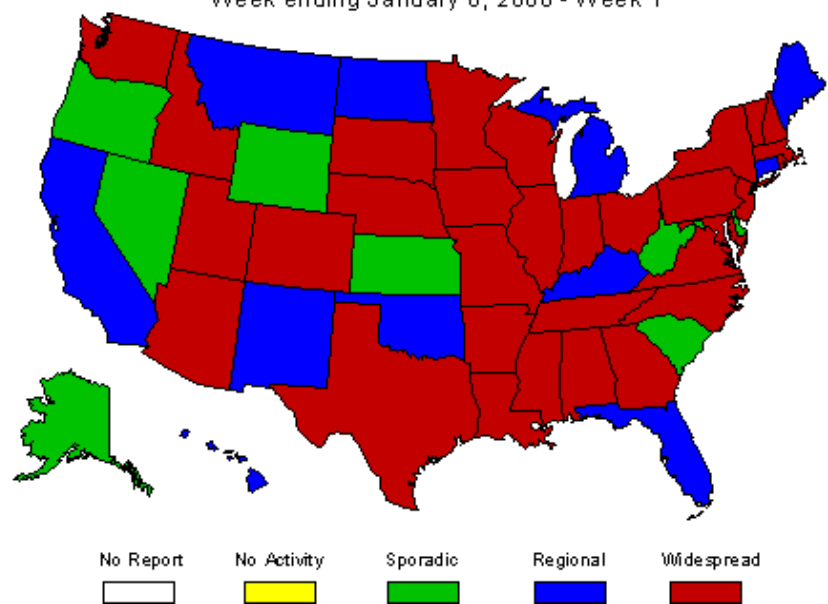 Week ending January - Week 1
No Report No Activity Sporadic Regional Widespread